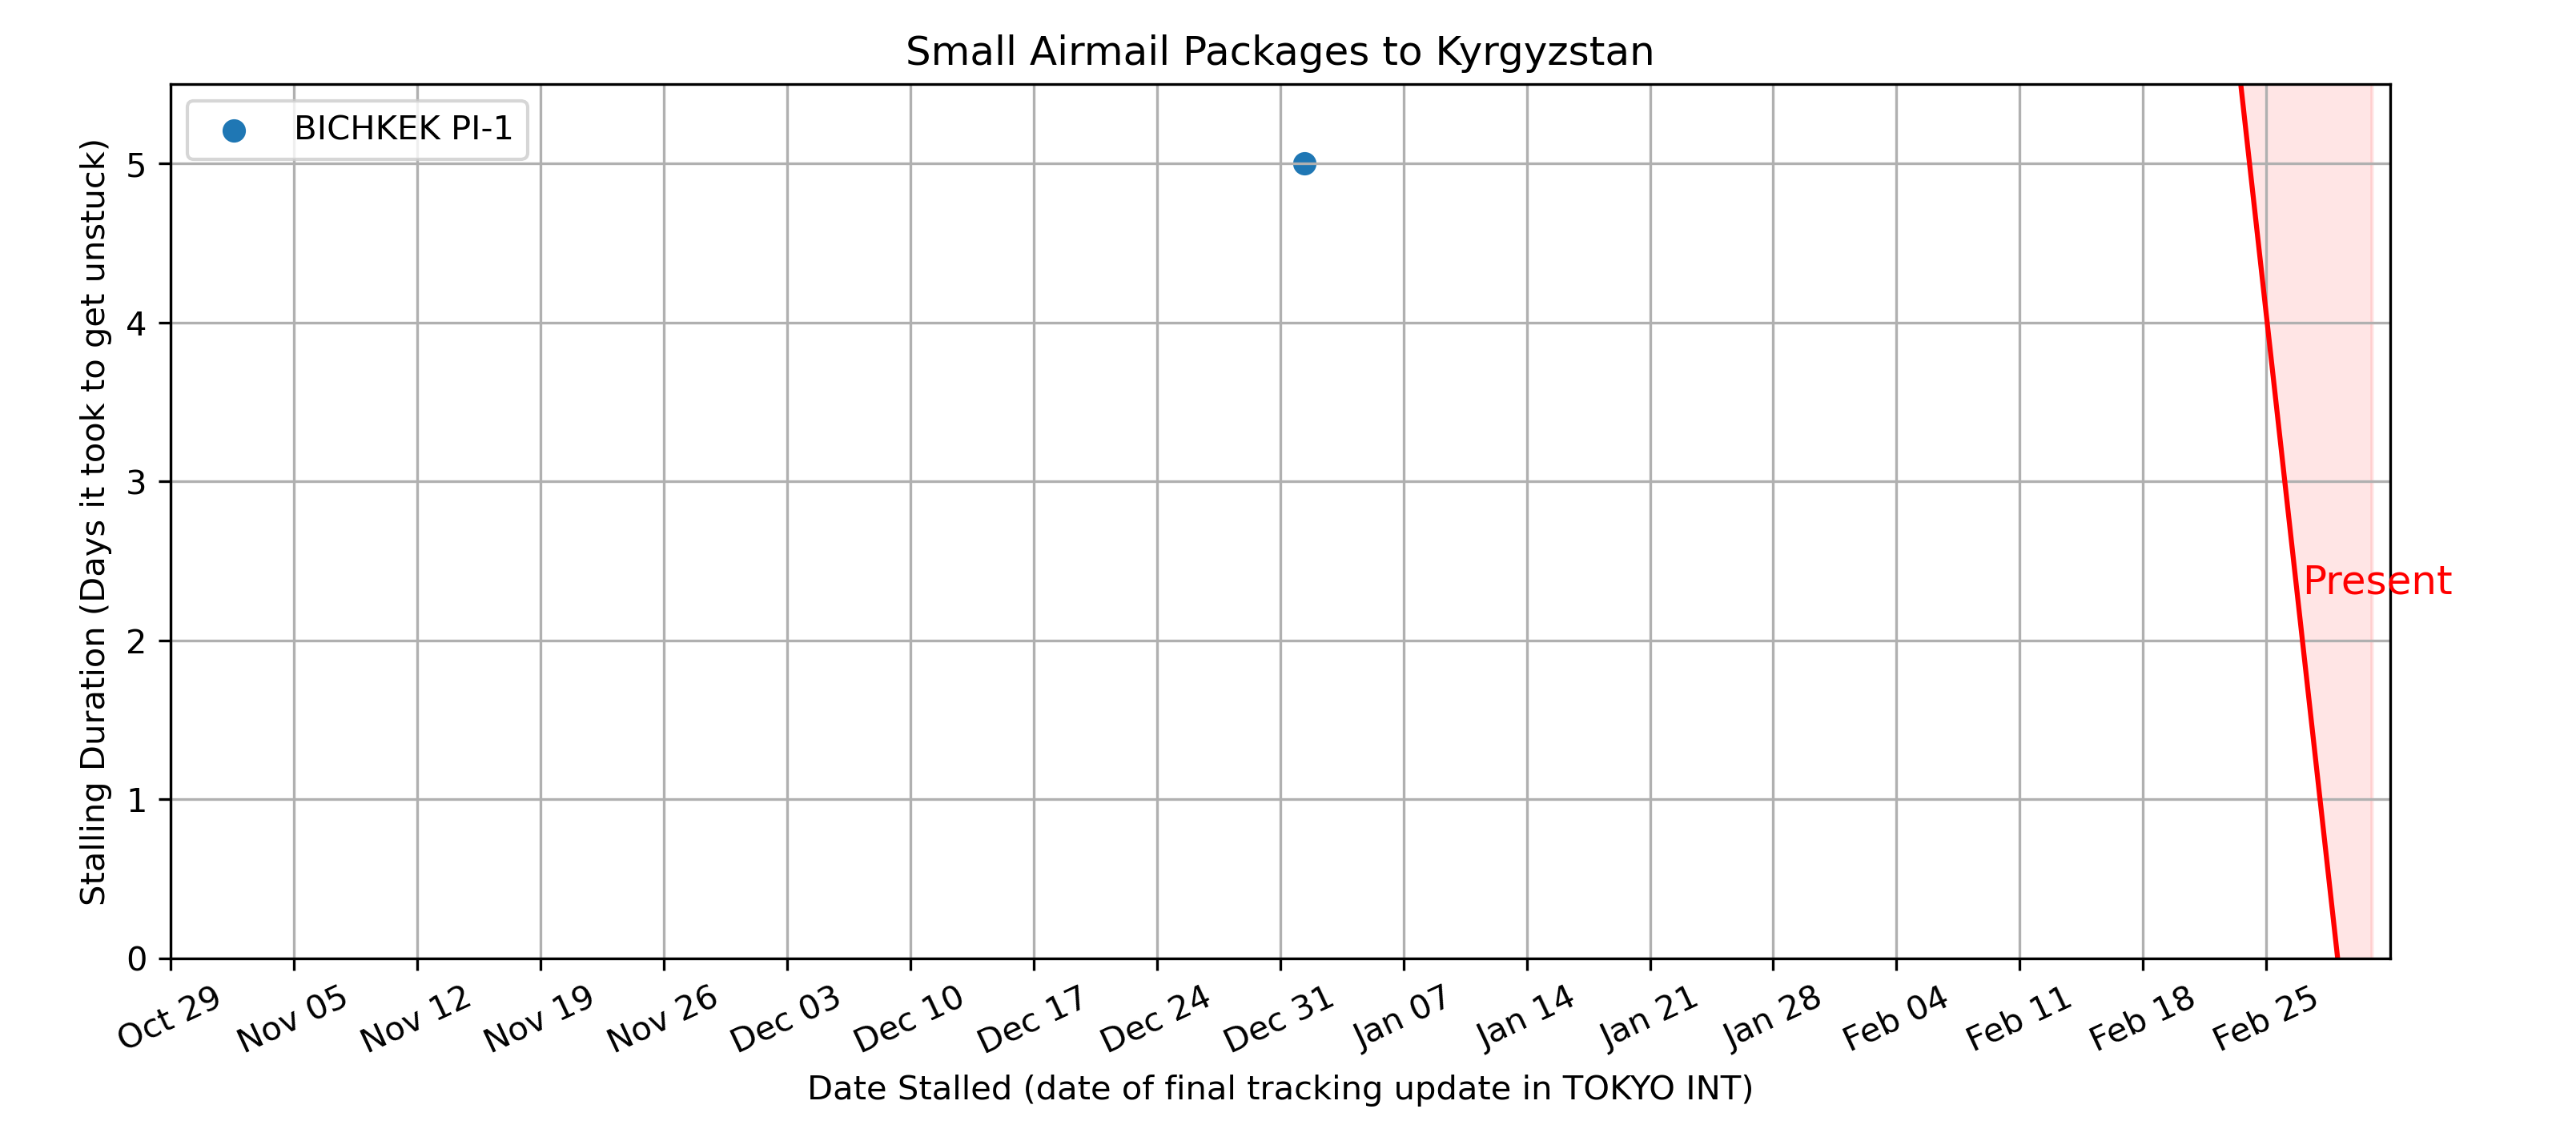 Small Airmail Packages to Kyrgyzstan
BICHKEK PI-1
Stalling Duration (Days it took to get unstuck)
5
4
3
2
1
0
Present
Oct 29
Nov 05
Nov 12
Nov 19
Nov 26
Dec 03
Dec 10
Dec 17
Dec 24
Dec 31
Jan 07
Jan 14
Jan 21
Jan 28
Feb 04
Feb 11
Feb 18
Feb 25
Date Stalled (date of final tracking update in TOKYO INT)